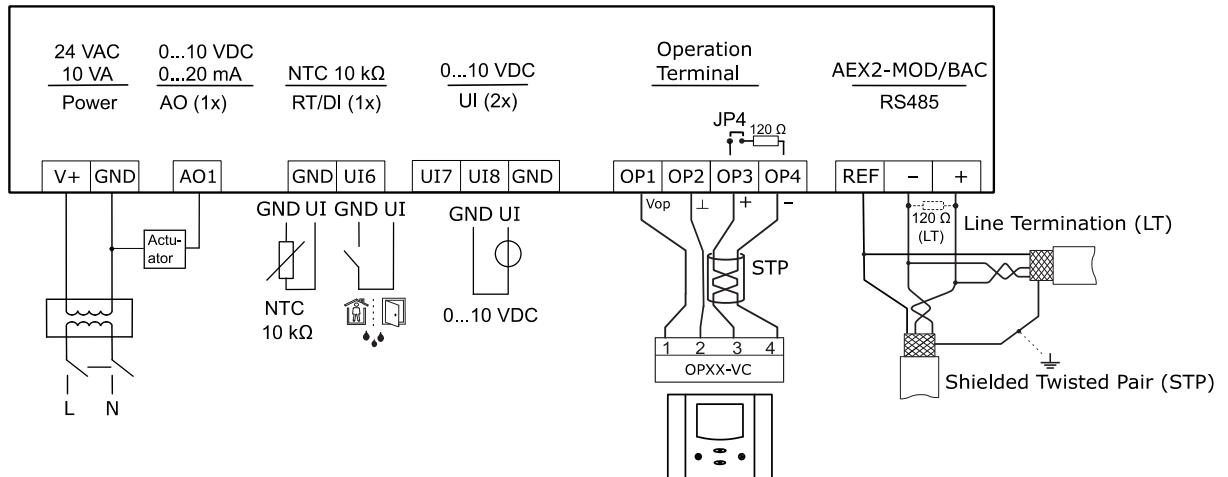 24 VAC
10 VA
Power
0...10 VDC
0...20 mA
AO (1x)
NTC 10 kΩ
RT/DI (1x)
0...10 VDC
UI (2x)
Operation
Terminal
AEX2-MOD/BAC
RS485
JP4
120 Ω
V+ GND
AO1
GND UI6
UI7 UI8 GND
OP1 OP2 OP3 OP4
REF – +
Vop ⊥ + –
GND UI
GND UI
GND UI
120 Ω
(LT)
Line Termination (LT)
Actu-
ator
STP
NTC
10 kΩ
0...10 VDC
1 2 3 4
OPXX-VC
Shielded Twisted Pair (STP)
L N